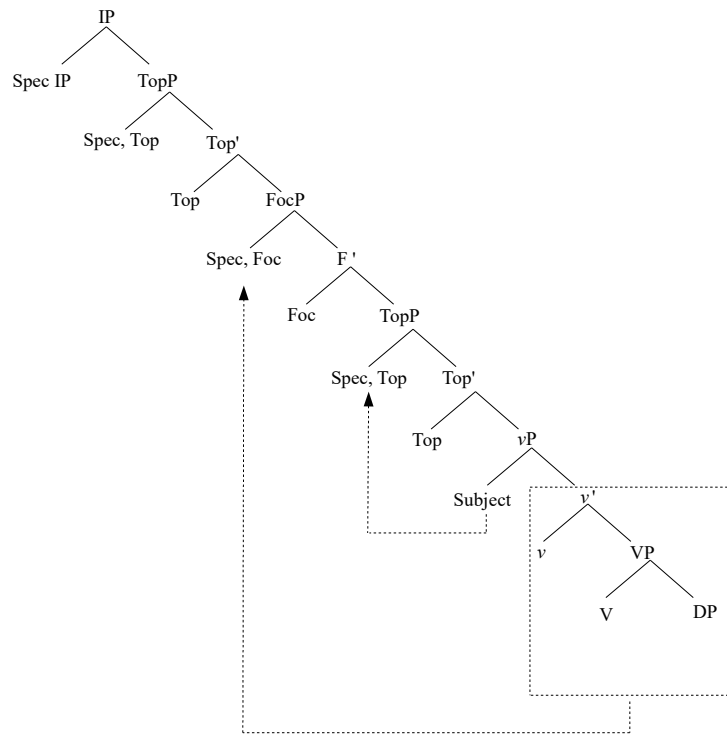 IP
Spec IP TopP
Spec, Top Top'
Top FocP
Spec, Foc F '
Foc TopP
Spec, Top Top'
Top vP
Subject v'
v VP
V DP